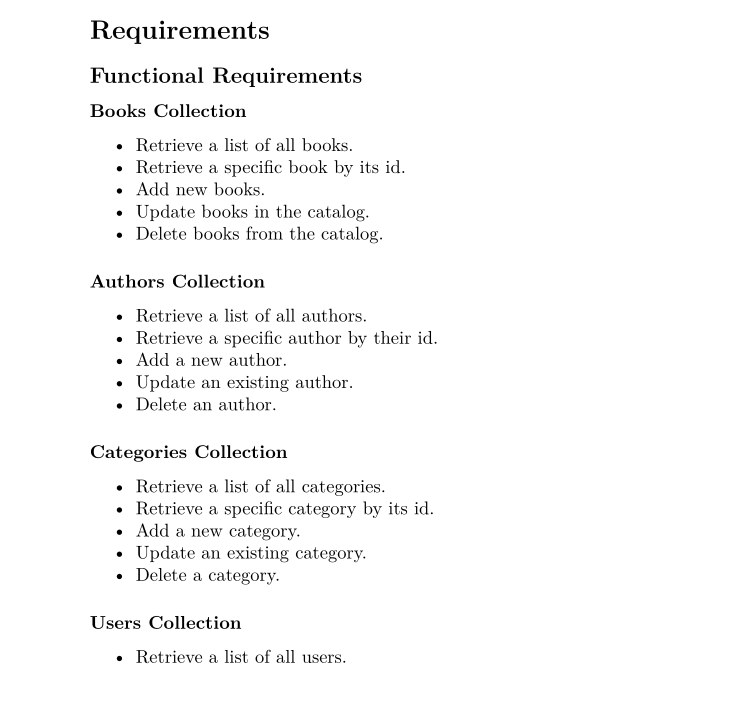 Requirements
Functional Requirements
Books Collection
• Retrieve a list of all books.
• Retrieve a specific book by its id.
• Add new books.
• Update books in the catalog.
• Delete books from the catalog.
Authors Collection
• Retrieve a list of all authors.
• Retrieve a specific author by their id.
• Add a new author.
• Update an existing author.
• Delete an author.
Categories Collection
• Retrieve a list of all categories.
• Retrieve a specific category by its id.
• Add a new category.
• Update an existing category.
• Delete a category.
Users Collection
• Retrieve a list of all users.